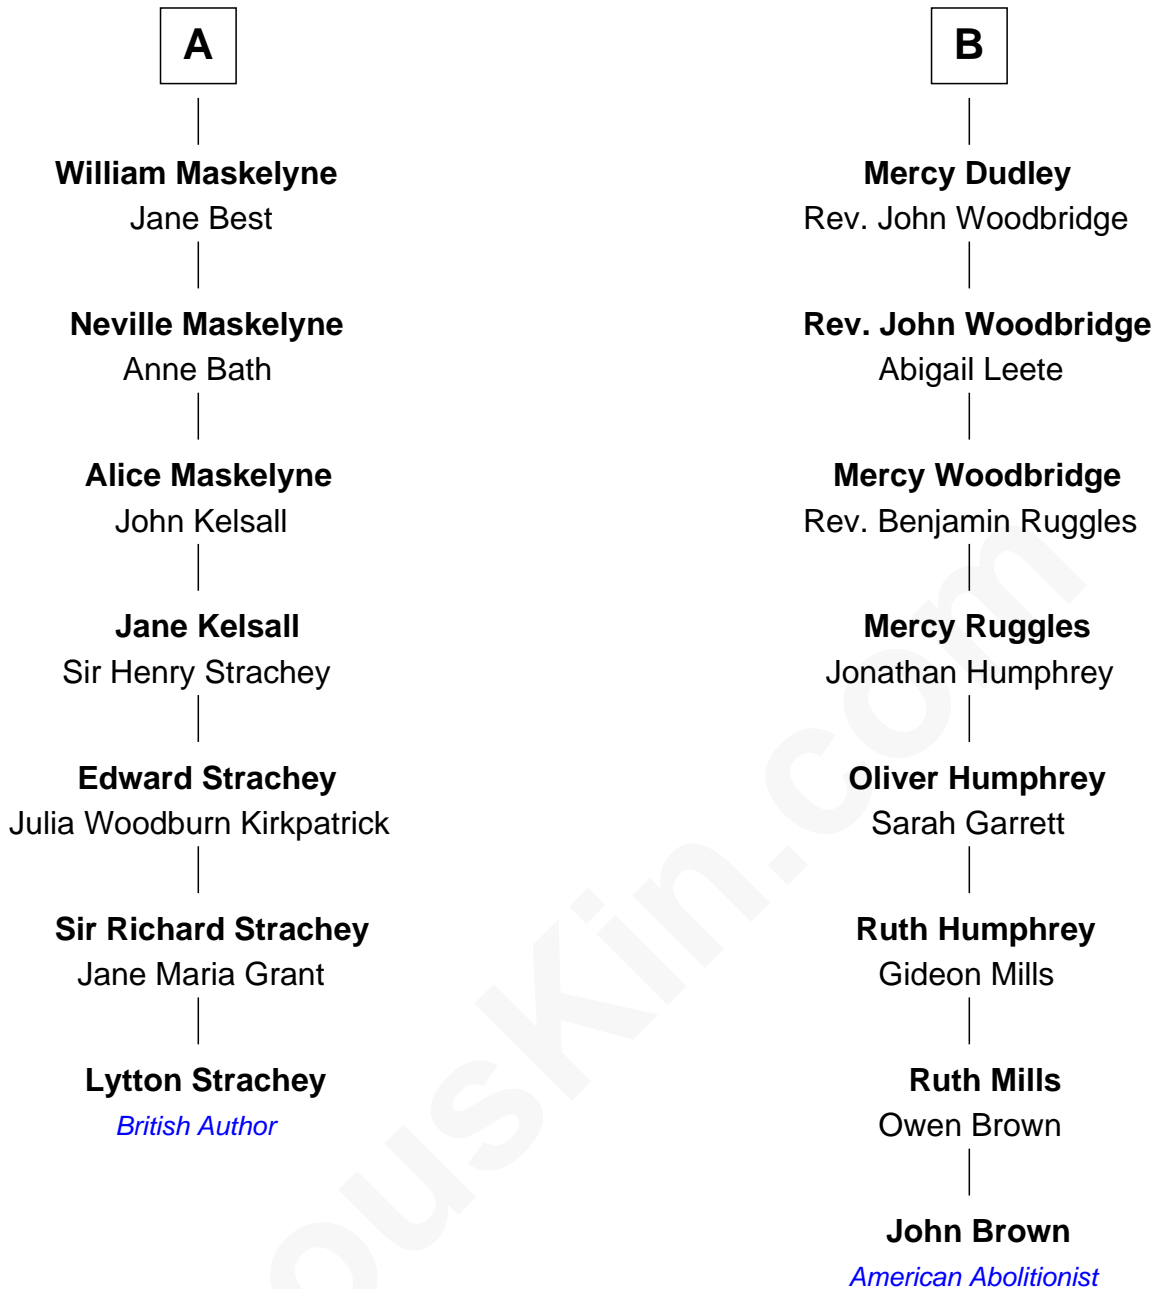 A
William Maskelyne
Jane Best
Neville Maskelyne
Anne Bath
Alice Maskelyne
John Kelsall
Jane Kelsall
Sir Henry Strachey
Edward Strachey
Julia Woodburn Kirkpatrick
Sir Richard Strachey
Jane Maria Grant
Lytton Strachey
British Author
B
Mercy Dudley
Rev. John Woodbridge
Rev. John Woodbridge
Abigail Leete
Mercy Woodbridge
Rev. Benjamin Ruggles
Mercy Ruggles
Jonathan Humphrey
Oliver Humphrey
Sarah Garrett
Ruth Humphrey
Gideon Mills
Ruth Mills
Owen Brown
John Brown
American Abolitionist
ouskin.com